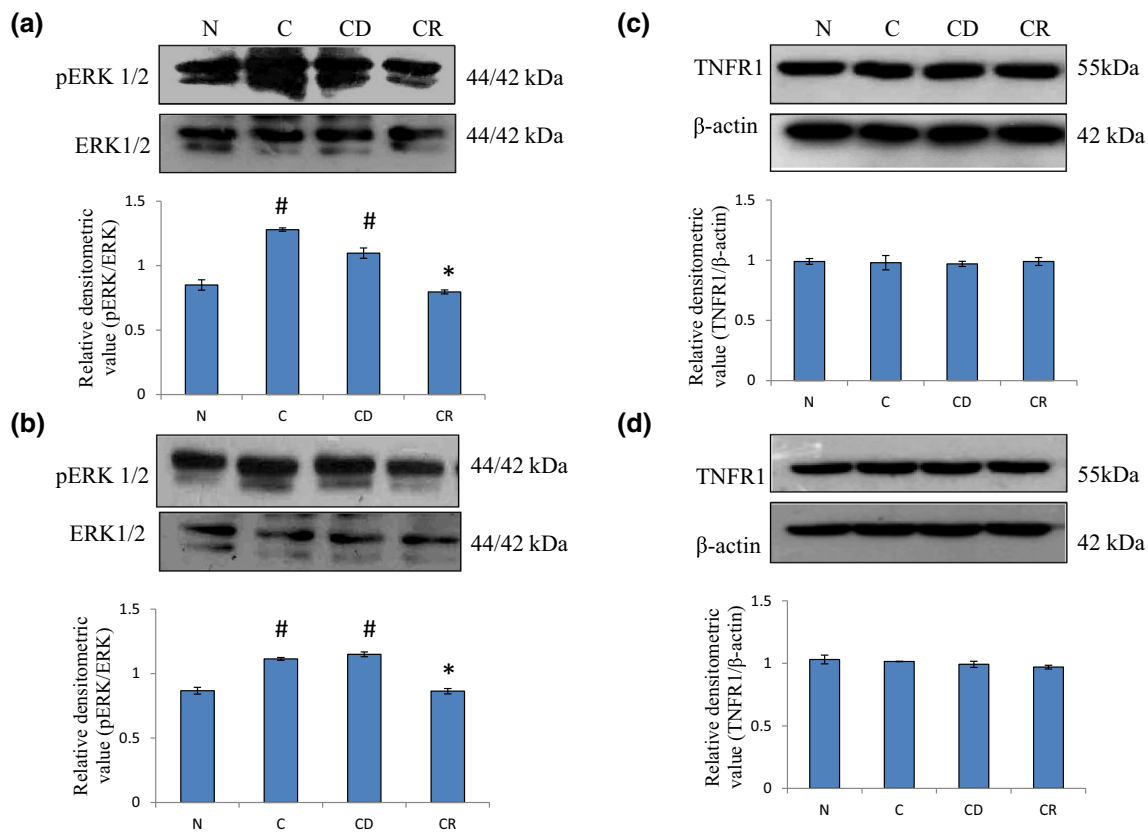 (a)
N C CD CR
pERK 1/2 44/42 kDa
ERK1/2 44/42 kDa
Relative densitometric
value (pERK/ERK)
1.5
1
0.5
0
# # *
N C CD CR
(b)
pERK 1/2 44/42 kDa
ERK1/2 44/42 kDa
Relative densitometric
value (pERK/ERK)
1.5
1
0.5
0
# # *
N C CD CR
(c)
N C CD CR
TNFR1 55kDa
β-actin 42 kDa
Relative densitometric
value (TNFR1/β-actin)
1.5
1
0.5
0
N C CD CR
(d)
TNFR1 55kDa
β-actin 42 kDa
Relative densitometric
value (TNFR1/β-actin)
1.5
1
0.5
0
N C CD CR